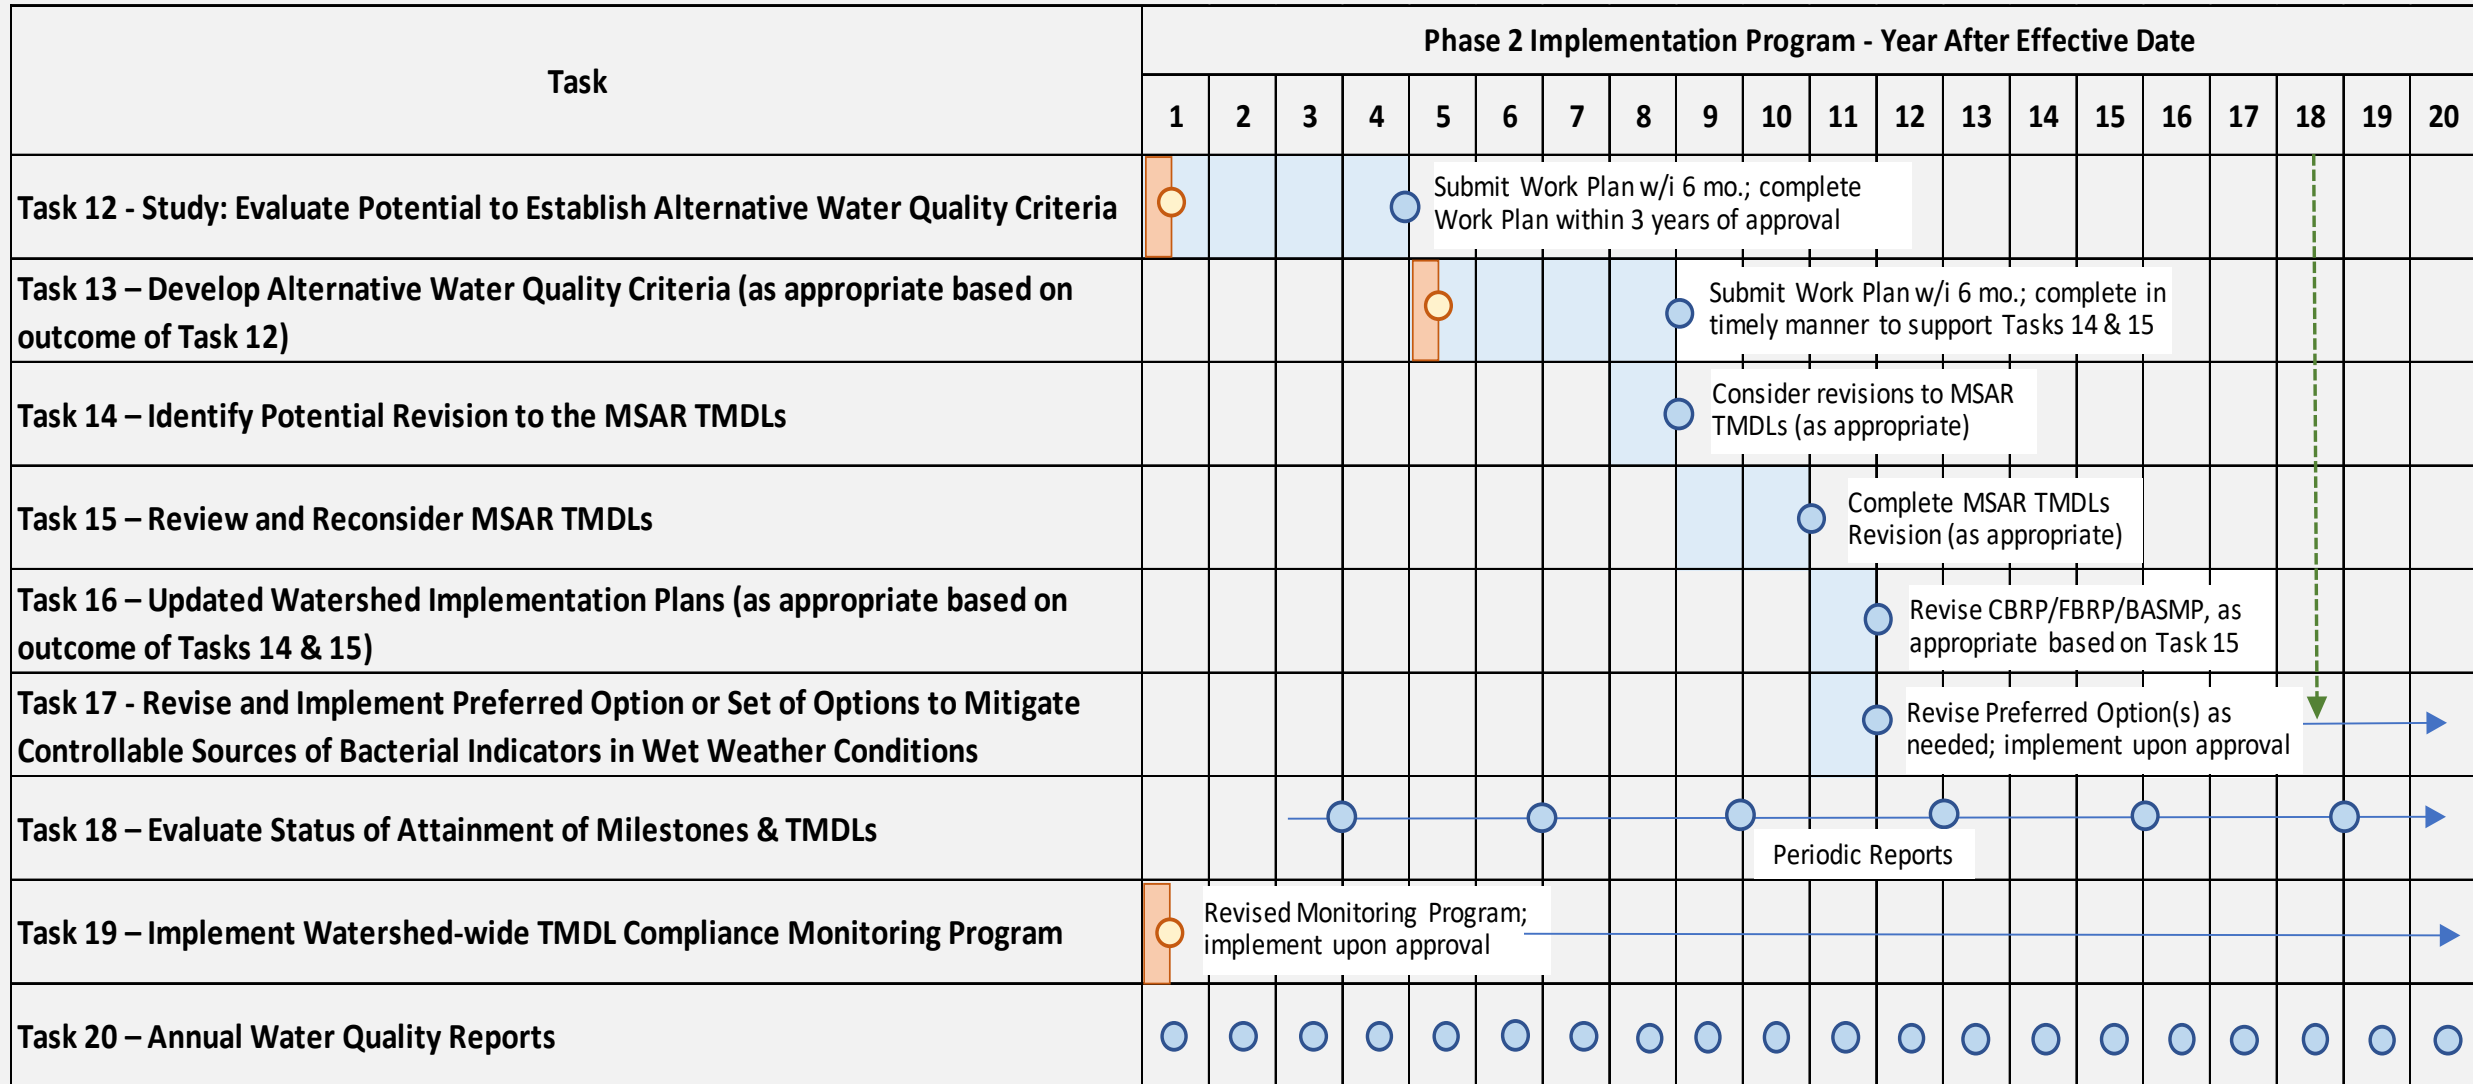 Task
Phase 2 Implementation Program - Year After Effective Date
1 2 3 4 5 6 7 8 9 10 11 12 13 14 15 16 17 18 19 20
Task 12 - Study: Evaluate Potential to Establish Alternative Water Quality Criteria
Submit Work Plan w/i 6 mo.; complete
Work Plan within 3 years of approval
Task 13 – Develop Alternative Water Quality Criteria (as appropriate based on
outcome of Task 12)
Submit Work Plan w/i 6 mo.; complete in
timely manner to support Tasks 14 & 15
Task 14 – Identify Potential Revision to the MSAR TMDLs
Consider revisions to MSAR
TMDLs (as appropriate)
Task 15 – Review and Reconsider MSAR TMDLs
Complete MSAR TMDLs
Revision (as appropriate)
Task 16 – Updated Watershed Implementation Plans (as appropriate based on
outcome of Tasks 14 & 15)
Revise CBRP/FBRP/BASMP, as
appropriate based on Task 15
Task 17 - Revise and Implement Preferred Option or Set of Options to Mitigate
Controllable Sources of Bacterial Indicators in Wet Weather Conditions
Revise Preferred Option(s) as
needed; implement upon approval
Task 18 – Evaluate Status of Attainment of Milestones & TMDLs
Periodic Reports
Task 19 – Implement Watershed-wide TMDL Compliance Monitoring Program
Revised Monitoring Program;
implement upon approval
Task 20 – Annual Water Quality Reports